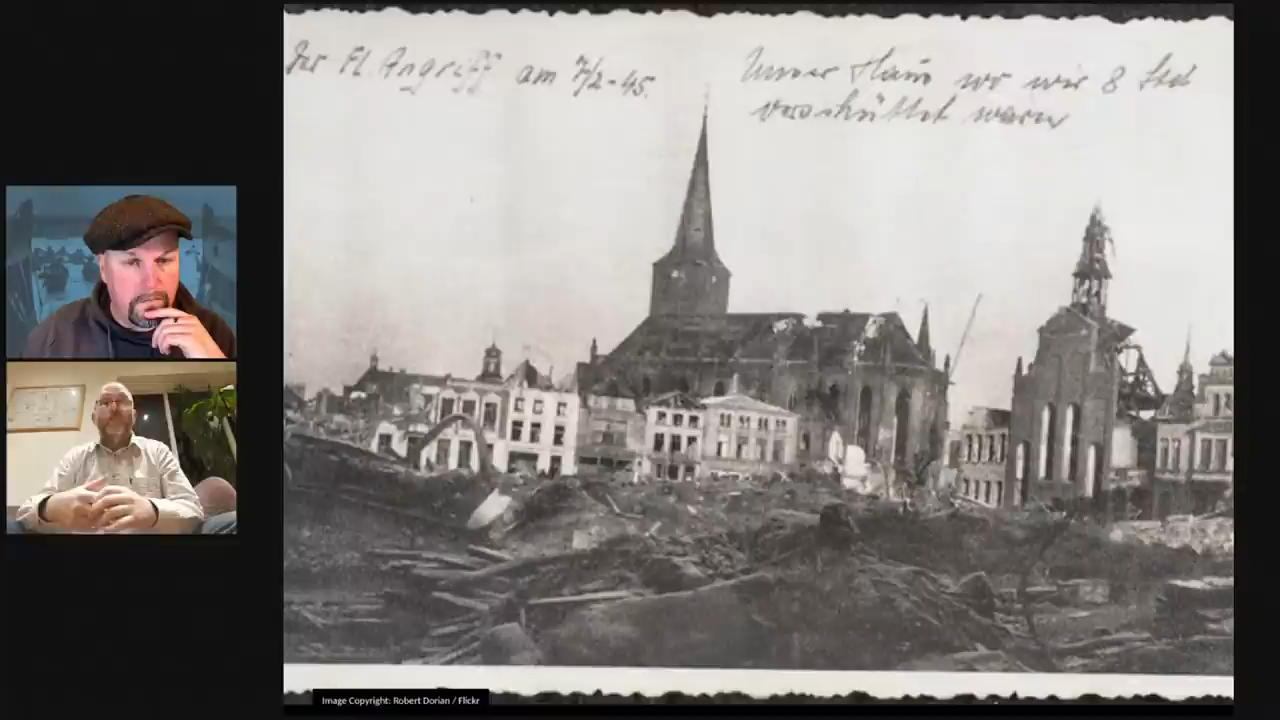 Der Fl. Angriff am 7/2-45.
Unser Haus wo wir 8 Std
verschüttet waren
Image Copyright: Robert Dorian / Flickr